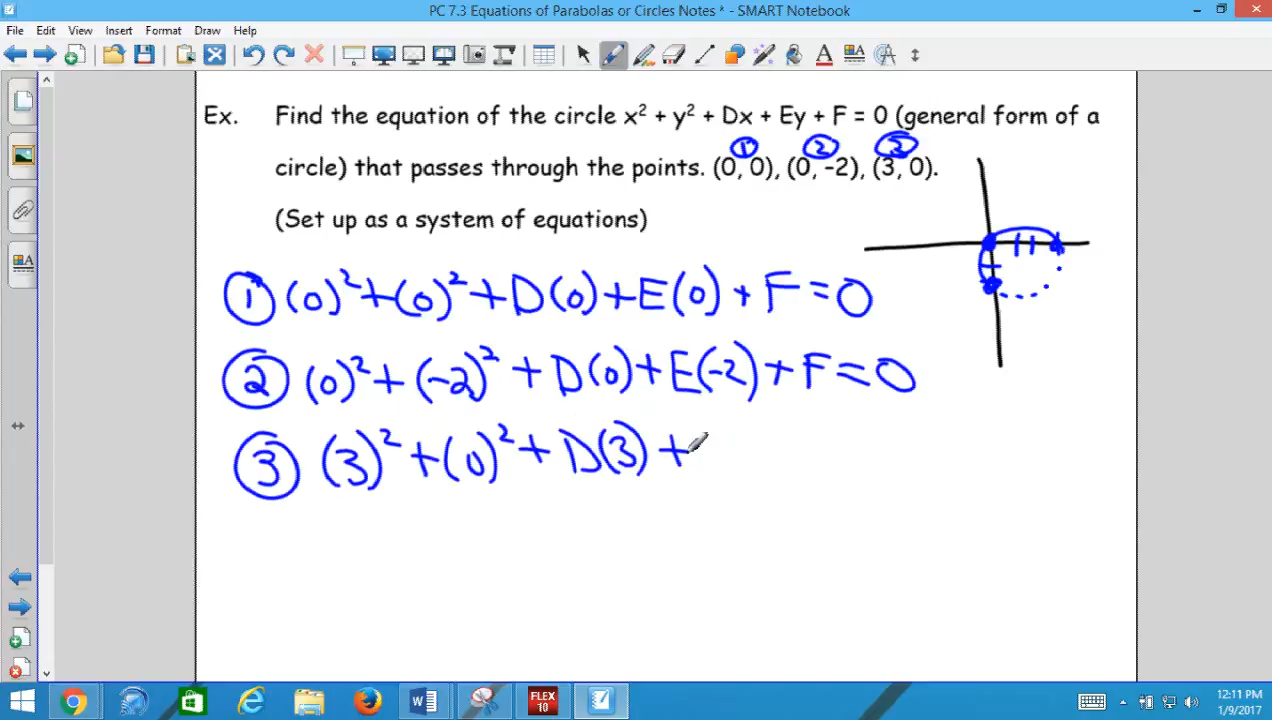 PC 7.3 Equations of Parabolas or Circles Notes * - SMART Notebook
File Edit View Insert Format Draw Help
Ex. Find the equation of the circle x² + y² + Dx + Ey + F = 0 (general form of a
① ② ③
circle) that passes through the points. (0, 0), (0, -2), (3, 0).
(Set up as a system of equations)
① (0)² + (0)² + D(0) + E(0) + F = 0
② (0)² + (-2)² + D(0) + E(-2) + F = 0
③ (3)² + (0)² + D(3) +
FLEX
10
12:11 PM
1/9/2017